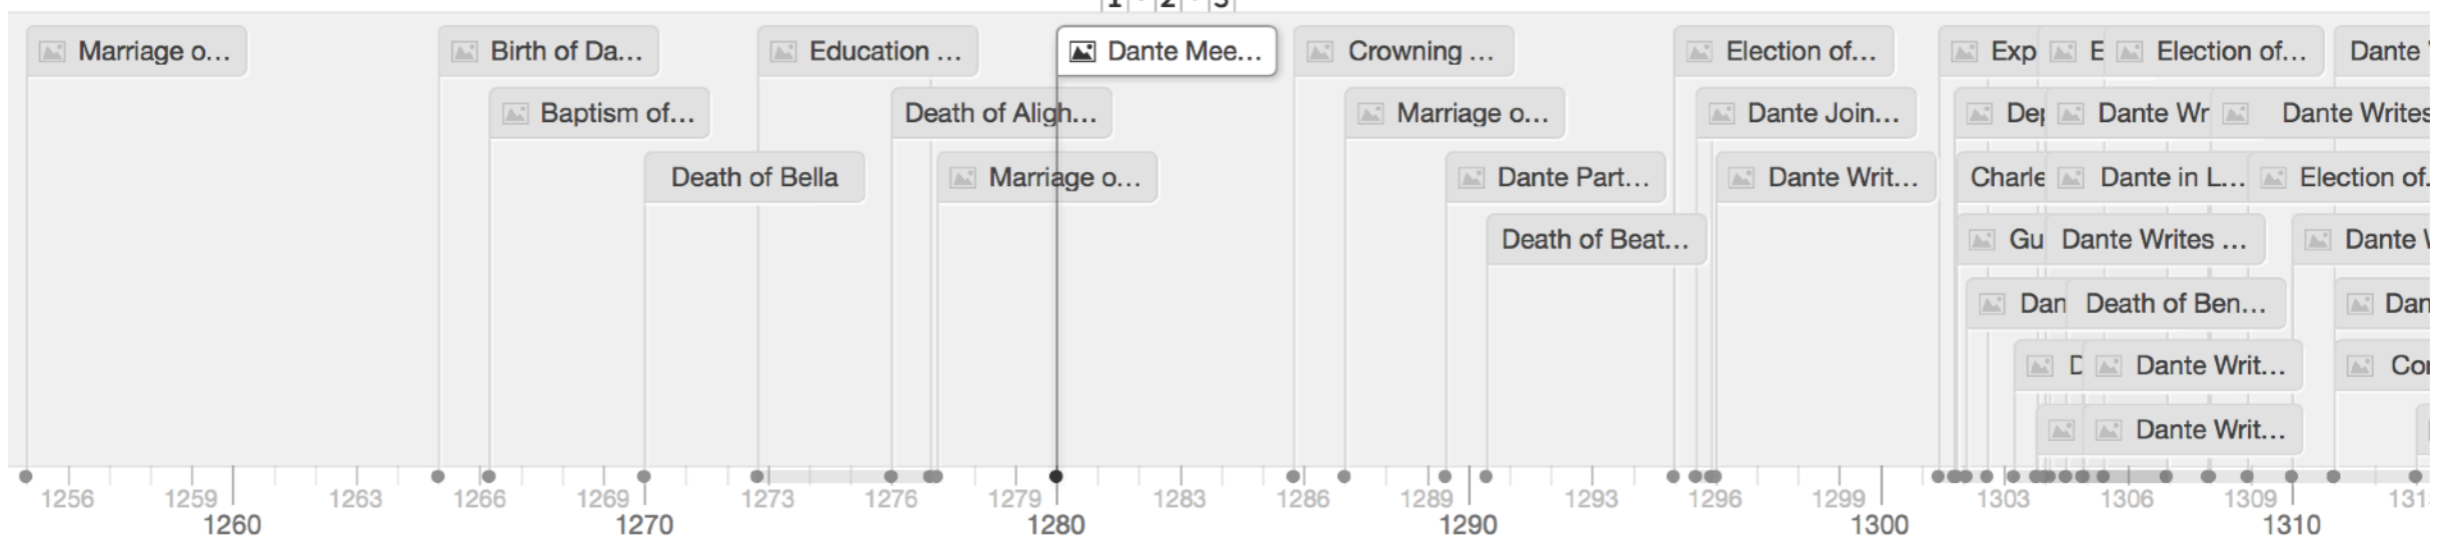 1 · 2 · 3
Marriage o... Birth of Da... Education ... Dante Mee... Crowning ... Election of... Exp E Election of... Dante
Baptism of... Death of Aligh... Marriage o... Dante Join... Dep Dante Wr Dante Writes
Death of Bella Marriage o... Dante Part... Dante Writ... Charle Dante in L... Election of.
Death of Beat... Gu Dante Writes ... Dante
Dan Death of Ben... Dan
D Dante Writ... Cor
Dante Writ...
1256 1259 1263 1266 1269 1273 1276 1279 1283 1286 1289 1293 1296 1299 1303 1306 1309 131
1260 1270 1280 1290 1300 1310